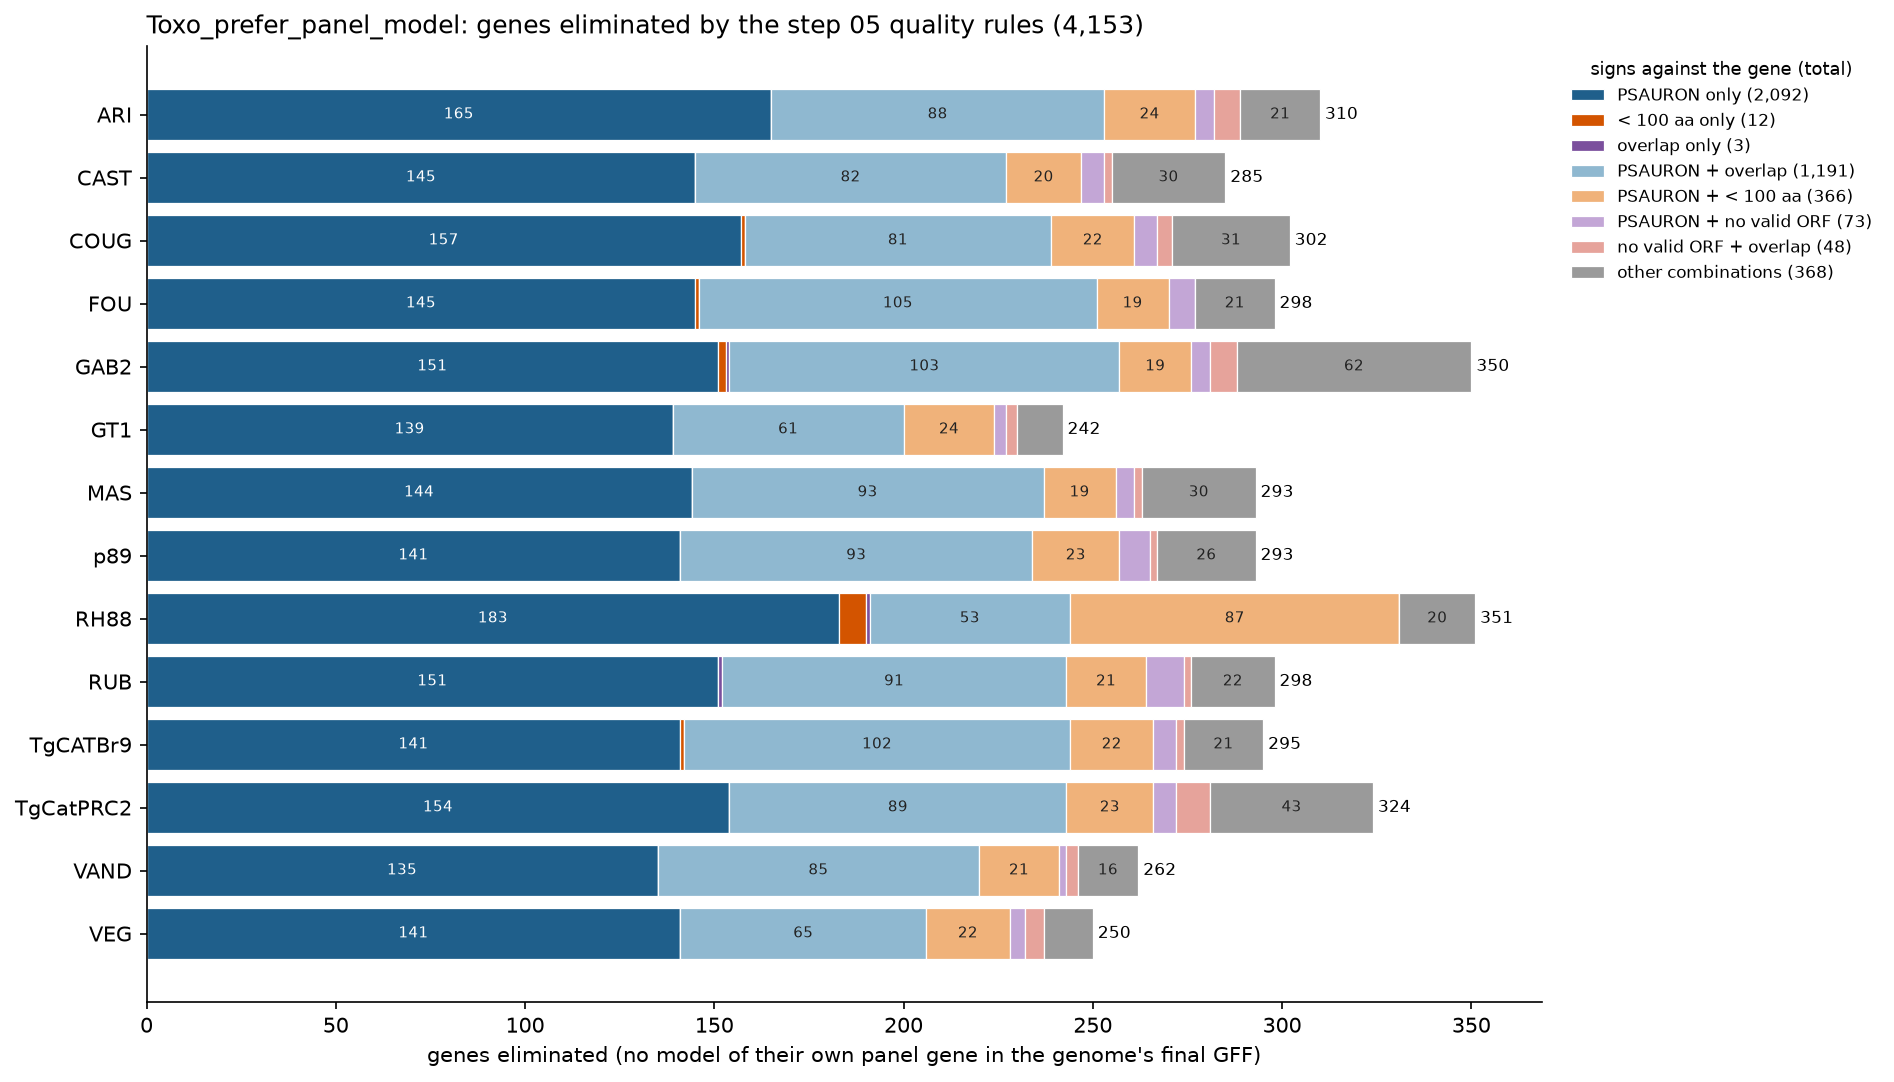 Toxo_prefer_panel_model: genes eliminated by the step 05 quality rules (4,153)
signs against the gene (total)
PSAURON only (2,092)
< 100 aa only (12)
overlap only (3)
PSAURON + overlap (1,191)
PSAURON + < 100 aa (366)
PSAURON + no valid ORF (73)
no valid ORF + overlap (48)
other combinations (368)
ARI 165 88 24 21 310
CAST 145 82 20 30 285
COUG 157 81 22 31 302
FOU 145 105 19 21 298
GAB2 151 103 19 62 350
GT1 139 61 24 242
MAS 144 93 19 30 293
p89 141 93 23 26 293
RH88 183 53 87 20 351
RUB 151 91 21 22 298
TgCATBr9 141 102 22 21 295
TgCatPRC2 154 89 23 43 324
VAND 135 85 21 16 262
VEG 141 65 22 250
0 50 100 150 200 250 300 350
genes eliminated (no model of their own panel gene in the genome's final GFF)